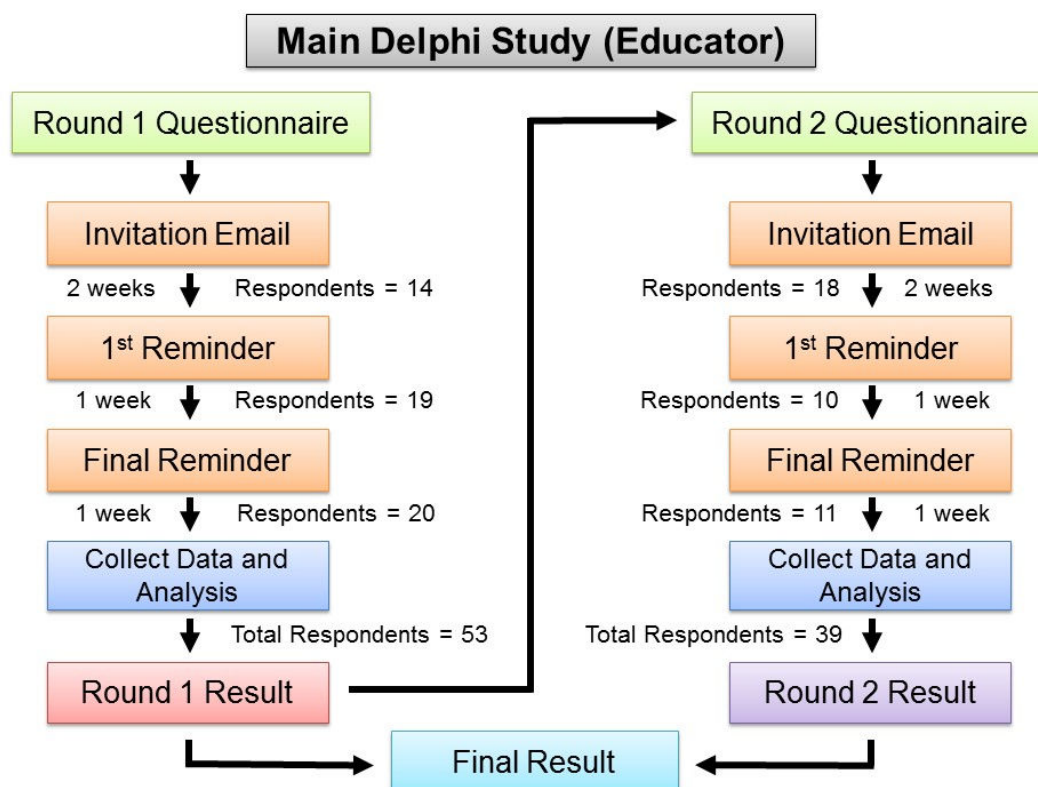 Main Delphi Study (Educator)
Round 1 Questionnaire
Invitation Email
2 weeks Respondents = 14
1st Reminder
1 week Respondents = 19
Final Reminder
1 week Respondents = 20
Collect Data and
Analysis
Total Respondents = 53
Round 1 Result
Round 2 Questionnaire
Invitation Email
Respondents = 18 2 weeks
1st Reminder
Respondents = 10 1 week
Final Reminder
Respondents = 11 1 week
Collect Data and
Analysis
Total Respondents = 39
Round 2 Result
Final Result